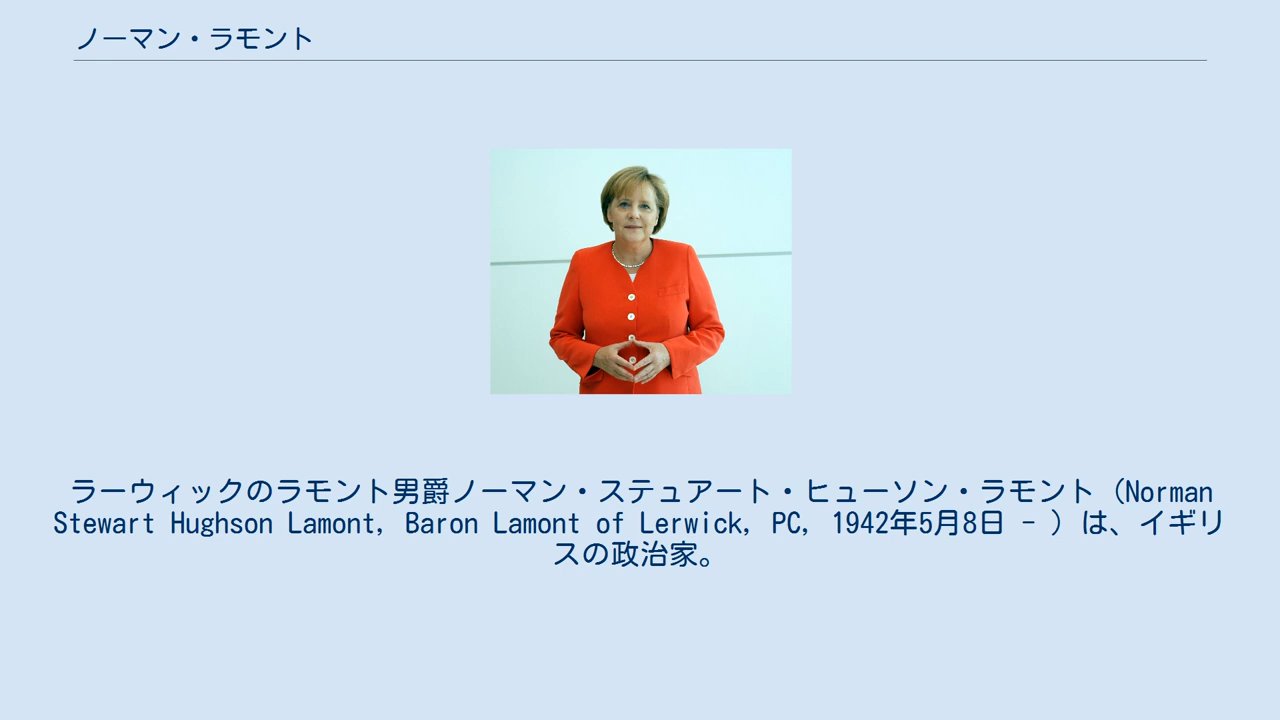 ノーマン・ラモント
ラーウィックのラモント男爵ノーマン・ステュアート・ヒューソン・ラモント（Norman
Stewart Hughson Lamont, Baron Lamont of Lerwick, PC, 1942年5月8日 - ）は、イギリ
スの政治家。